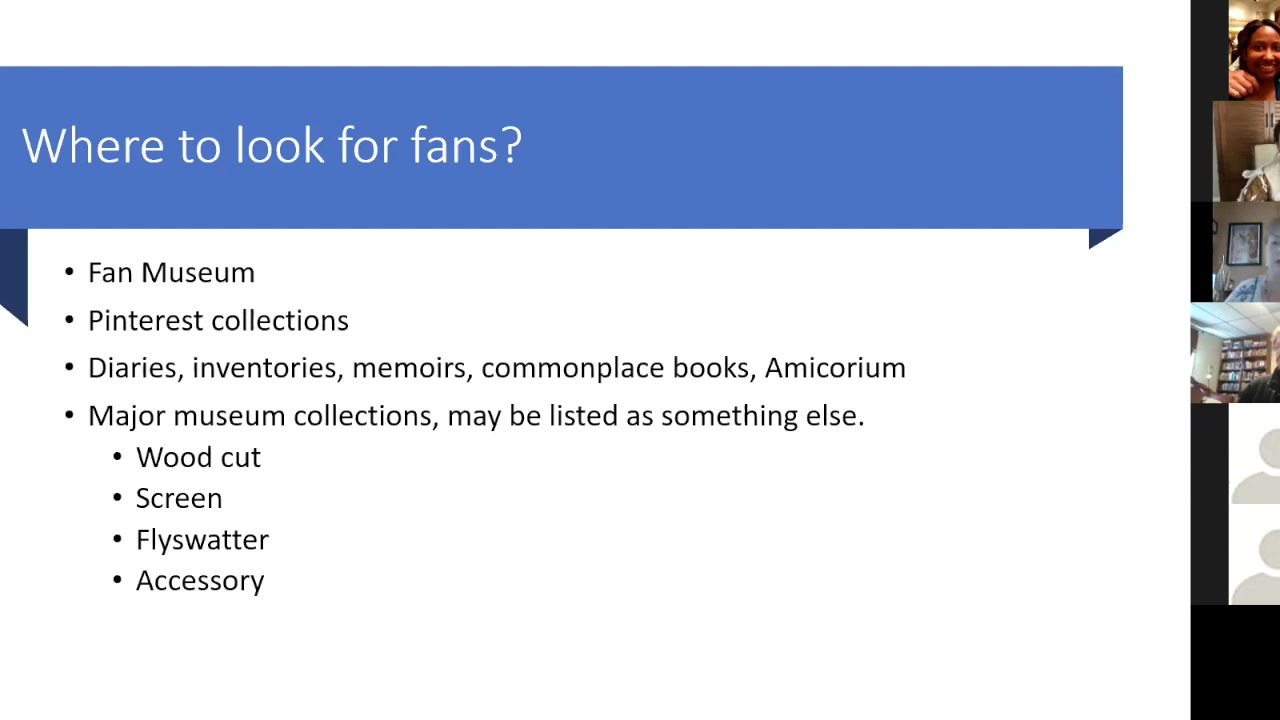 Where to look for fans?
• Fan Museum
• Pinterest collections
• Diaries, inventories, memoirs, commonplace books, Amicorium
• Major museum collections, may be listed as something else.
• Wood cut
• Screen
• Flyswatter
• Accessory